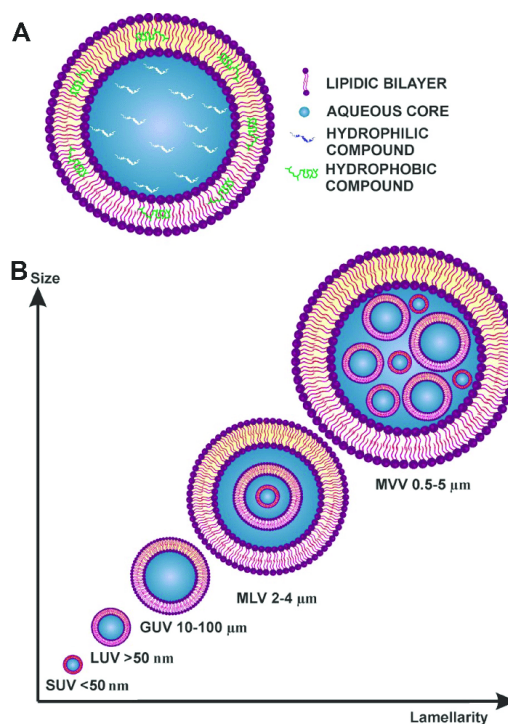 A
LIPIDIC BILAYER
AQUEOUS CORE
HYDROPHILIC
COMPOUND
HYDROPHOBIC
COMPOUND
B
Size
MVV 0.5-5 μm
MLV 2-4 μm
GUV 10-100 μm
LUV >50 nm
SUV <50 nm
Lamellarity